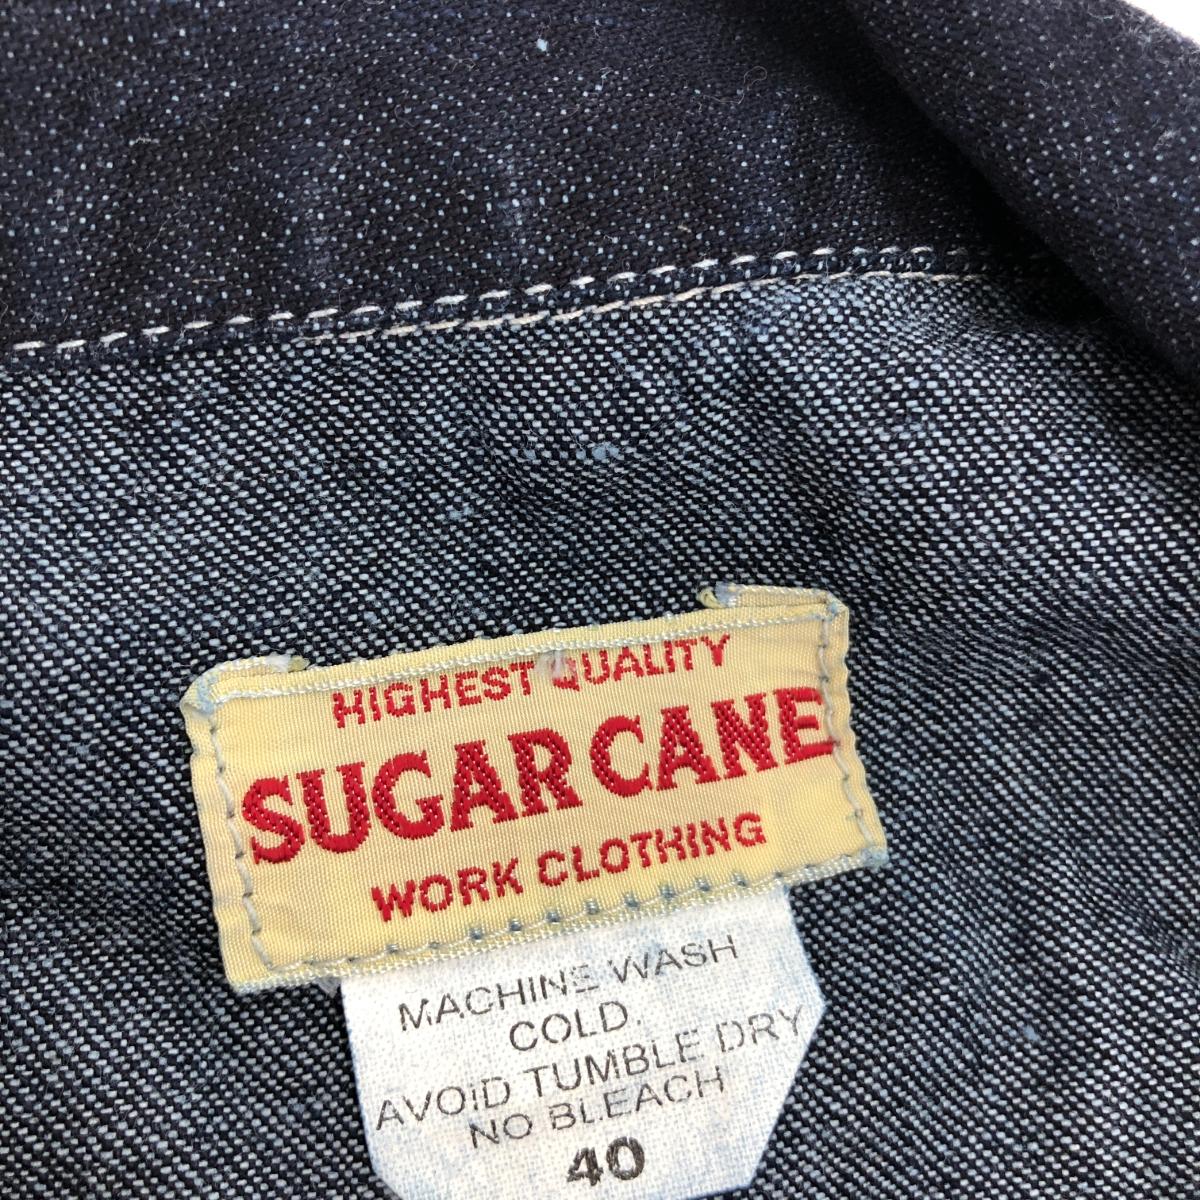 HIGHEST QUALITY
SUGAR CANE
WORK CLOTHING
MACHINE WASH
COLD.
AVOID TUMBLE DRY
NO BLEACH
40